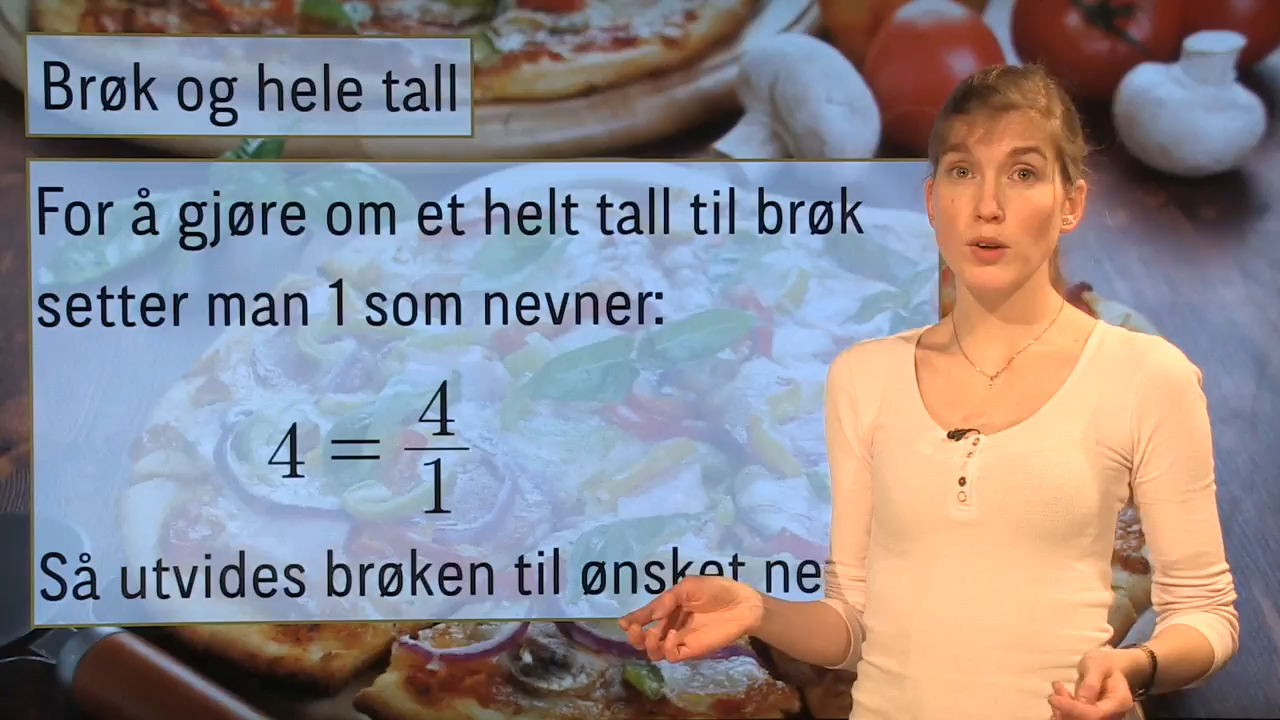 Brøk og hele tall
For å gjøre om et helt tall til brøk
setter man 1 som nevner:
4 = 4/1
Så utvides brøken til ønsket ne